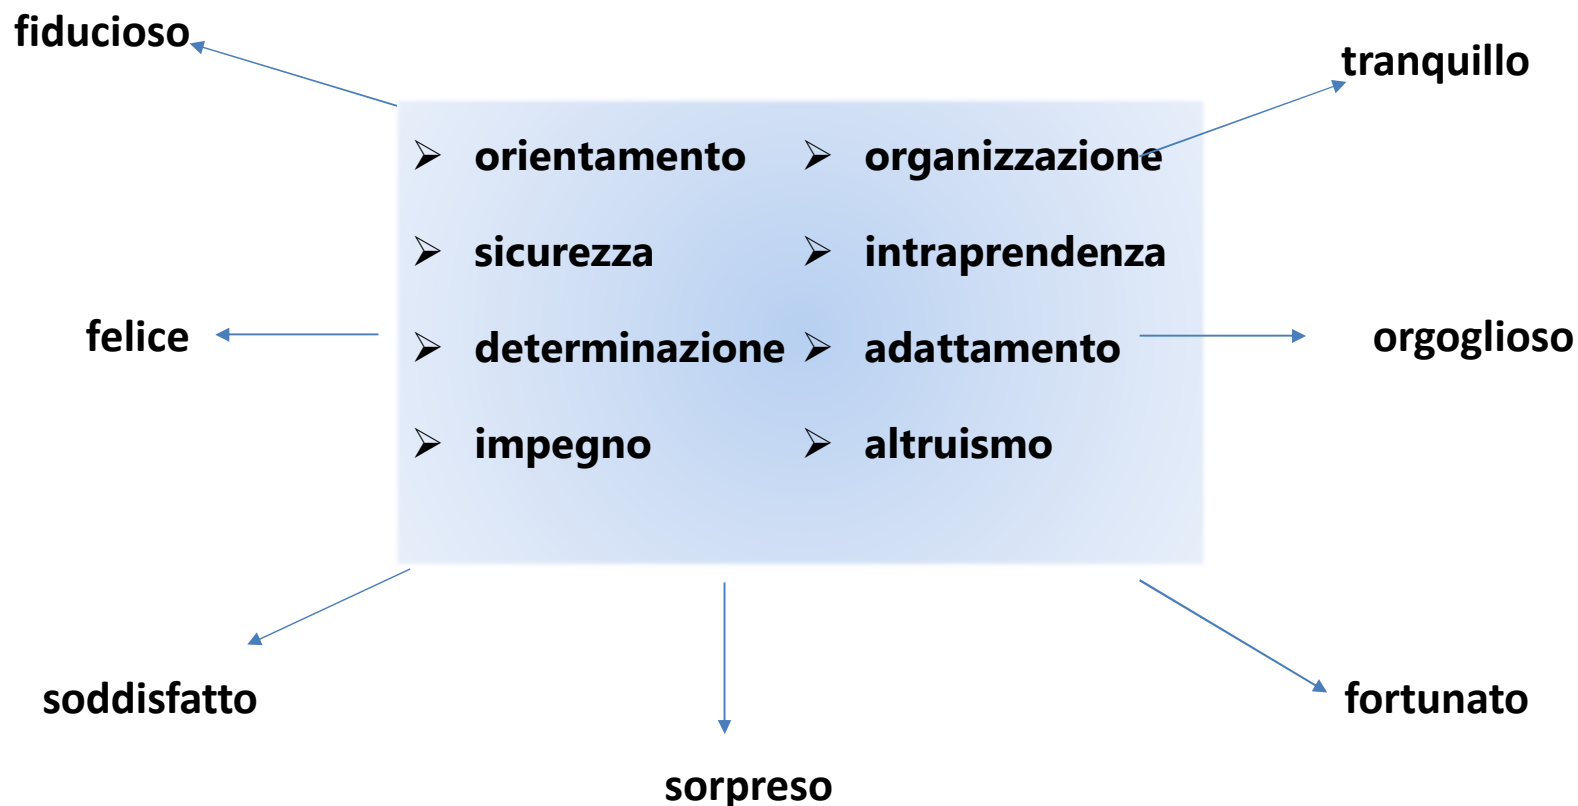 fiducioso
tranquillo
➢ orientamento ➢ organizzazione
➢ sicurezza ➢ intraprendenza
felice
➢ determinazione ➢ adattamento
orgoglioso
➢ impegno ➢ altruismo
soddisfatto
fortunato
sorpreso